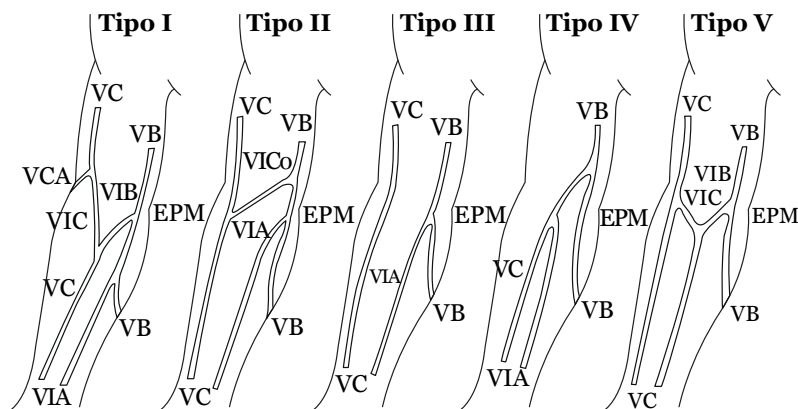 Tipo I Tipo II Tipo III Tipo IV Tipo V
VC VC VC VB VC
VB VB VB VB
VCA VICo VIB
VIB VIC
VIC EPM VIA EPM EPM EPM EPM
VC VIA VC
VB VB VB VB
VIA VC VC VIA VC